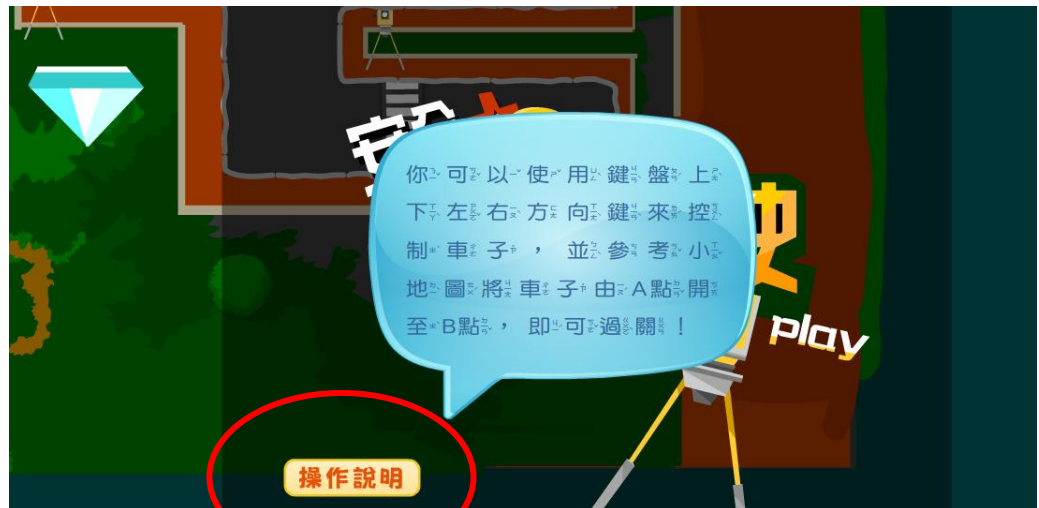 安全
你可以使用鍵盤上
下左右方向鍵來控
制車子，並參考小
地圖將車子由A點開
至B點，即可過關！
play
操作說明